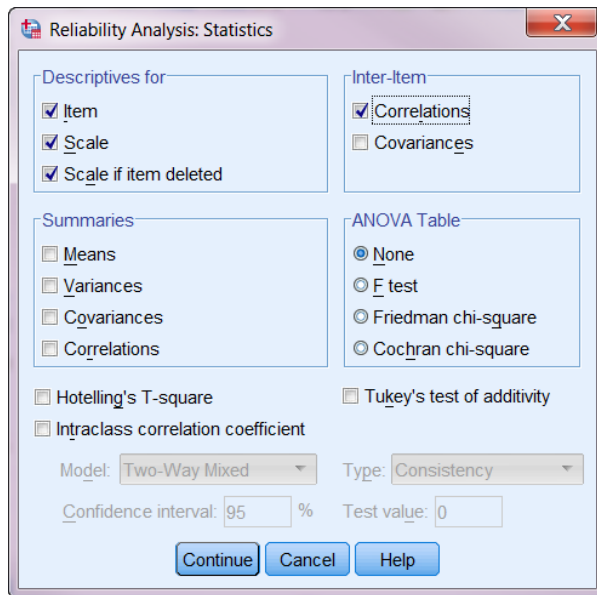 Reliability Analysis: Statistics
Descriptives for
Item
Scale
Scale if item deleted
Inter-Item
Correlations
Covariances
Summaries
Means
Variances
Covariances
Correlations
ANOVA Table
None
F test
Friedman chi-square
Cochran chi-square
Hotelling's T-square
Tukey's test of additivity
Intraclass correlation coefficient
Model: Two-Way Mixed
Type: Consistency
Confidence interval: 95 %
Test value: 0
Continue
Cancel
Help